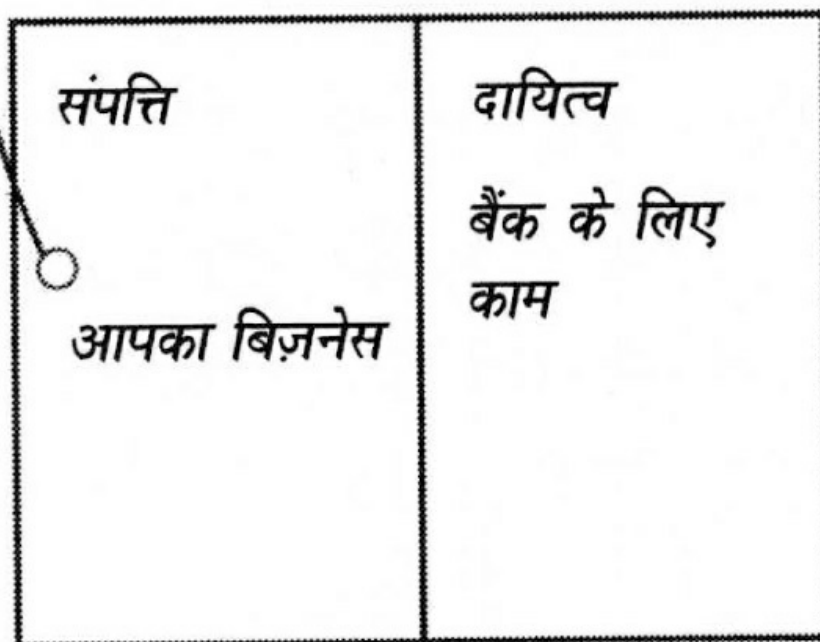 संपत्ति
आपका बिज़नेस
दायित्व
बैंक के लिए
काम